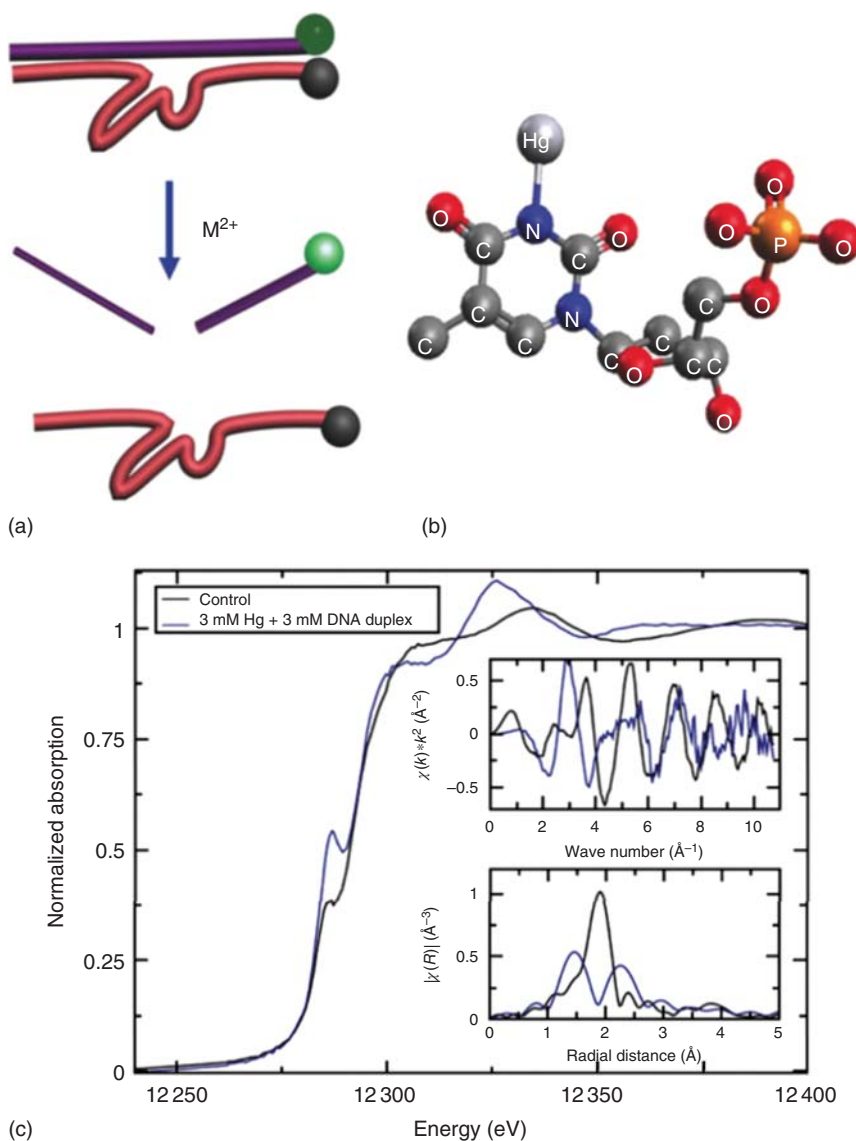 M²⁺
(a)
Hg
O
C
N
C
O
C
C
C
N
C
C
O
C
C
C
O
O
O
O
P
O
O
(b)
Control
3 mM Hg + 3 mM DNA duplex
Normalized absorption
1
0.75
0.5
0.25
0
12 250
12 300
12 350
12 400
Energy (eV)
χ(k)*k² (Å⁻²)
0.5
0
−0.5
0
2
4
6
8
10
Wave number (Å⁻¹)
|χ(R)| (Å⁻³)
1
0.5
0
0
1
2
3
4
5
Radial distance (Å)
(c)